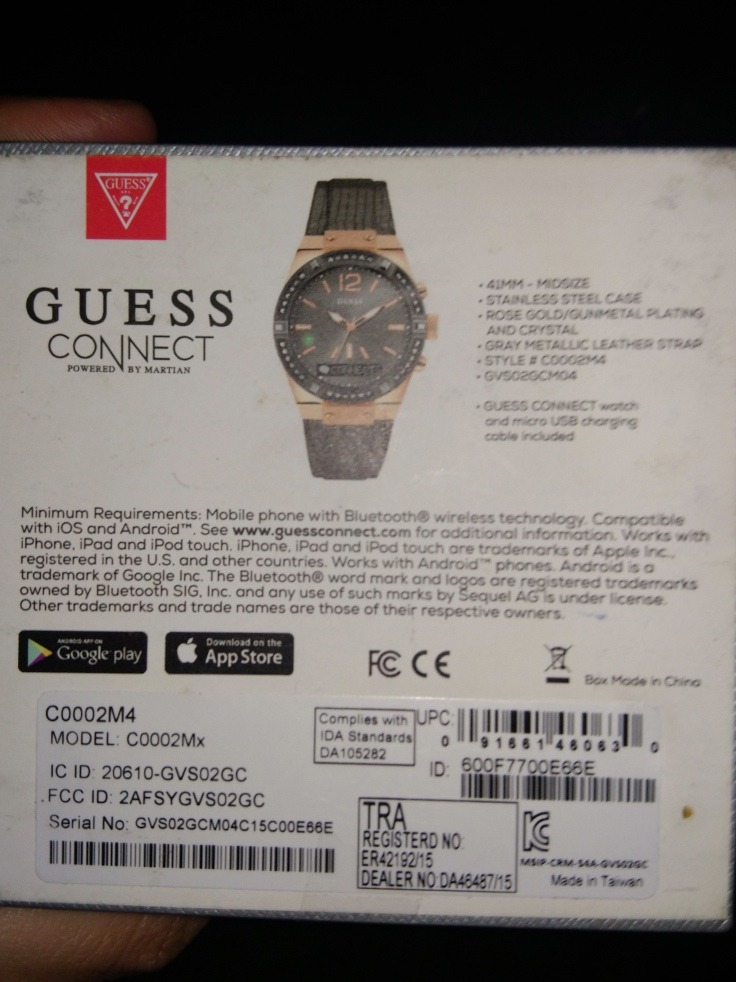 GUESS
?
GUESS
CONNECT
POWERED BY MARTIAN
12
GUESS
• 41MM - MIDSIZE
• STAINLESS STEEL CASE
• ROSE GOLD/GUNMETAL PLATING
AND CRYSTAL
• GRAY METALLIC LEATHER STRAP
• STYLE # C0002M4
• GVS02GCM04
• GUESS CONNECT watch
and micro USB charging
cable included
Minimum Requirements: Mobile phone with Bluetooth® wireless technology. Compatible
with iOS and Android™. See www.guessconnect.com for additional information. Works with
iPhone, iPad and iPod touch. iPhone, iPad and iPod touch are trademarks of Apple Inc.,
registered in the U.S. and other countries. Works with Android™ phones. Android is a
trademark of Google Inc. The Bluetooth® word mark and logos are registered trademarks
owned by Bluetooth SIG, Inc. and any use of such marks by Sequel AG is under license.
Other trademarks and trade names are those of their respective owners.
ANDROID APP ON
Google play
Download on the
App Store
FC CE
Box Made in China
C0002M4
MODEL: C0002Mx
IC ID: 20610-GVS02GC
FCC ID: 2AFSYGVS02GC
Serial No: GVS02GCM04C15C00E66E
Complies with
IDA Standards
DA105282
UPC:
0 91661 46063 0
ID: 600F7700E66E
TRA
REGISTERD NO:
ER42192/15
DEALER NO:DA46487/15
MSIP-CRM-S4A-GVS02GC
Made in Taiwan